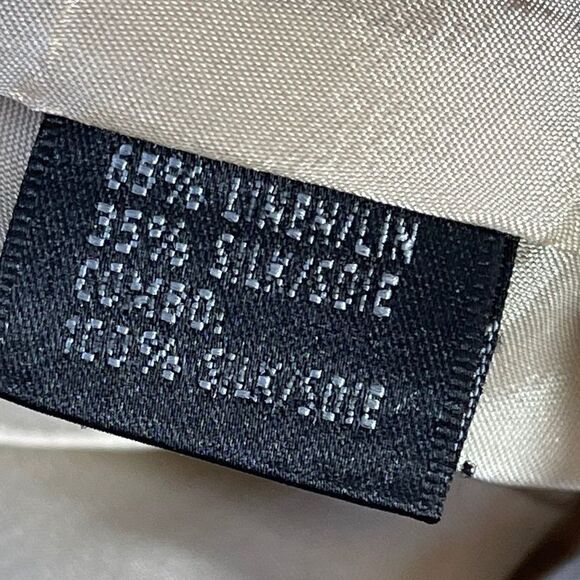 65% LINEN/LIN
35% SILK/SOIE
COMBO.
100% SILK/SOIE